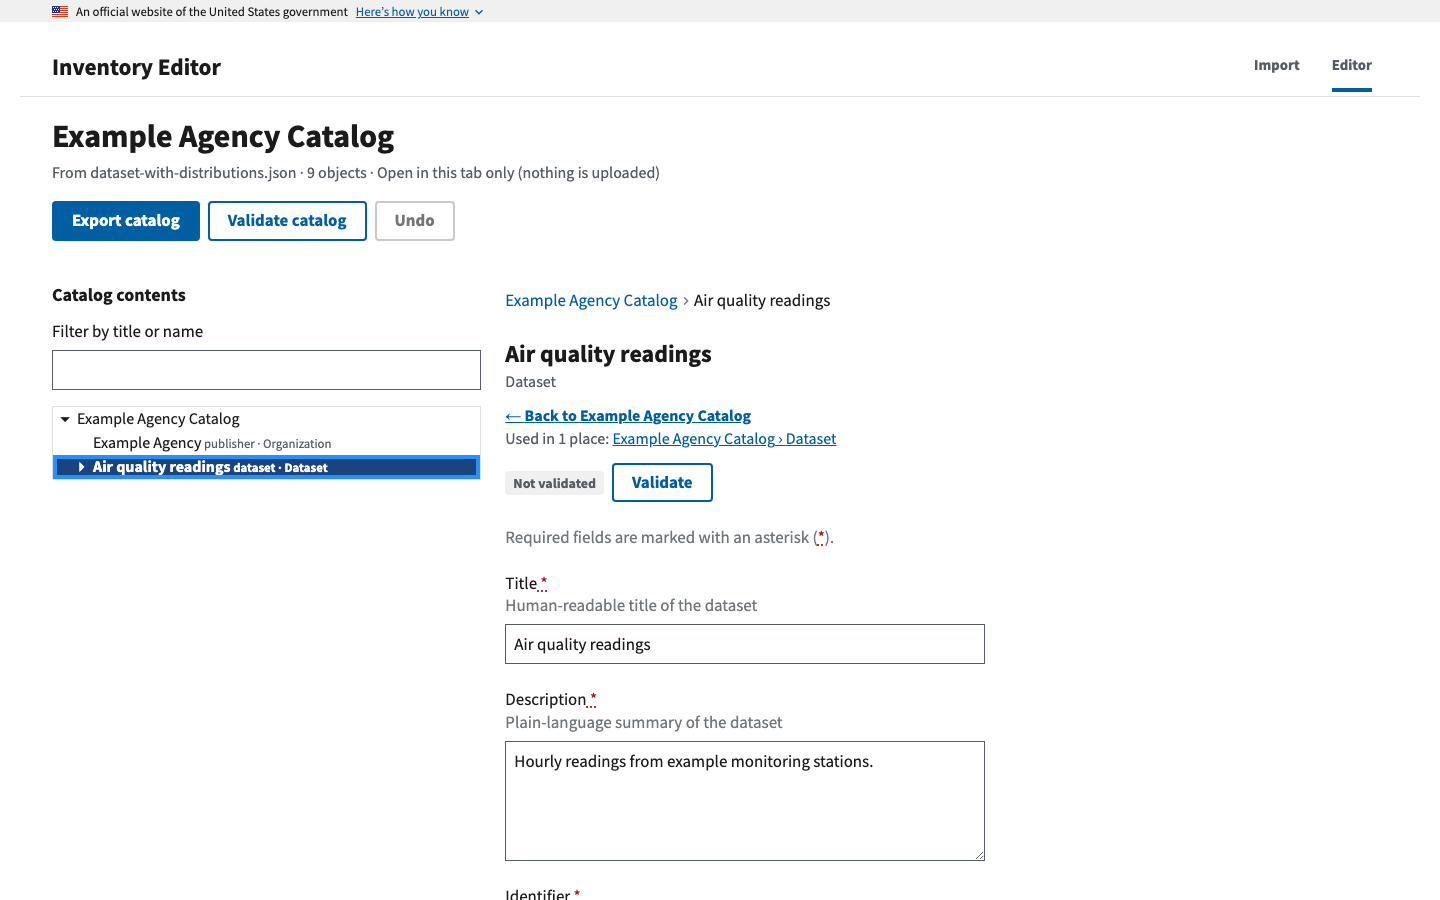 An official website of the United States government Here's how you know
Inventory Editor
Import Editor
Example Agency Catalog
From dataset-with-distributions.json · 9 objects · Open in this tab only (nothing is uploaded)
Export catalog Validate catalog Undo
Catalog contents
Filter by title or name
Example Agency Catalog
Example Agency publisher · Organization
Air quality readings dataset · Dataset
Example Agency Catalog › Air quality readings
Air quality readings
Dataset
← Back to Example Agency Catalog
Used in 1 place: Example Agency Catalog › Dataset
Not validated Validate
Required fields are marked with an asterisk (*).
Title *
Human-readable title of the dataset
Air quality readings
Description *
Plain-language summary of the dataset
Hourly readings from example monitoring stations.
Identifier *